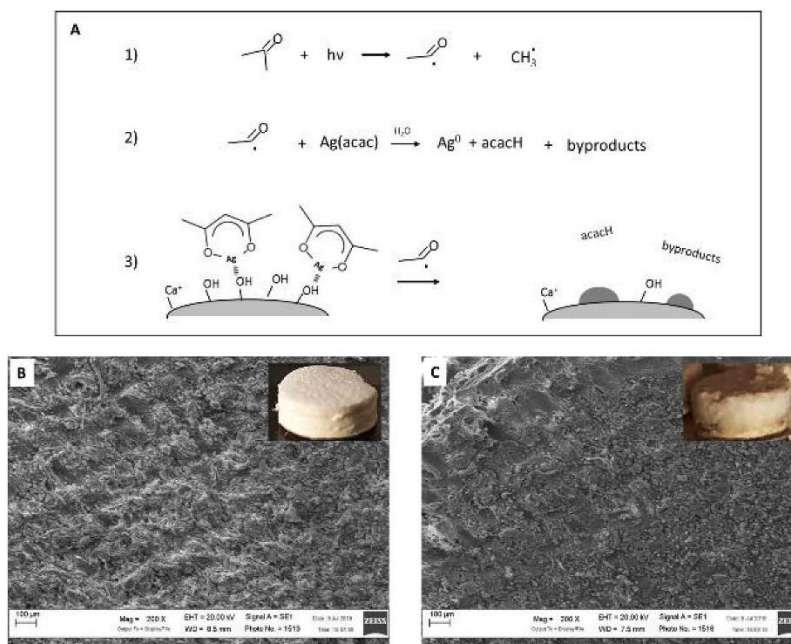 A
1) O + hν → O + CH₃•
2) O + Ag(acac) H₂O → Ag⁰ + acacH + byproducts
3) O O Ag O O Ag O acacH byproducts
Ca⁺ OH OH OH OH Ca⁺ OH
B
C
100 µm Mag = 200 X EHT = 20.00 kV Signal A = SE1 ZEISS
WD = 8.5 mm Photo No. = 1513
100 µm Mag = 200 X EHT = 20.00 kV Signal A = SE1 ZEISS
WD = 7.5 mm Photo No. = 1516